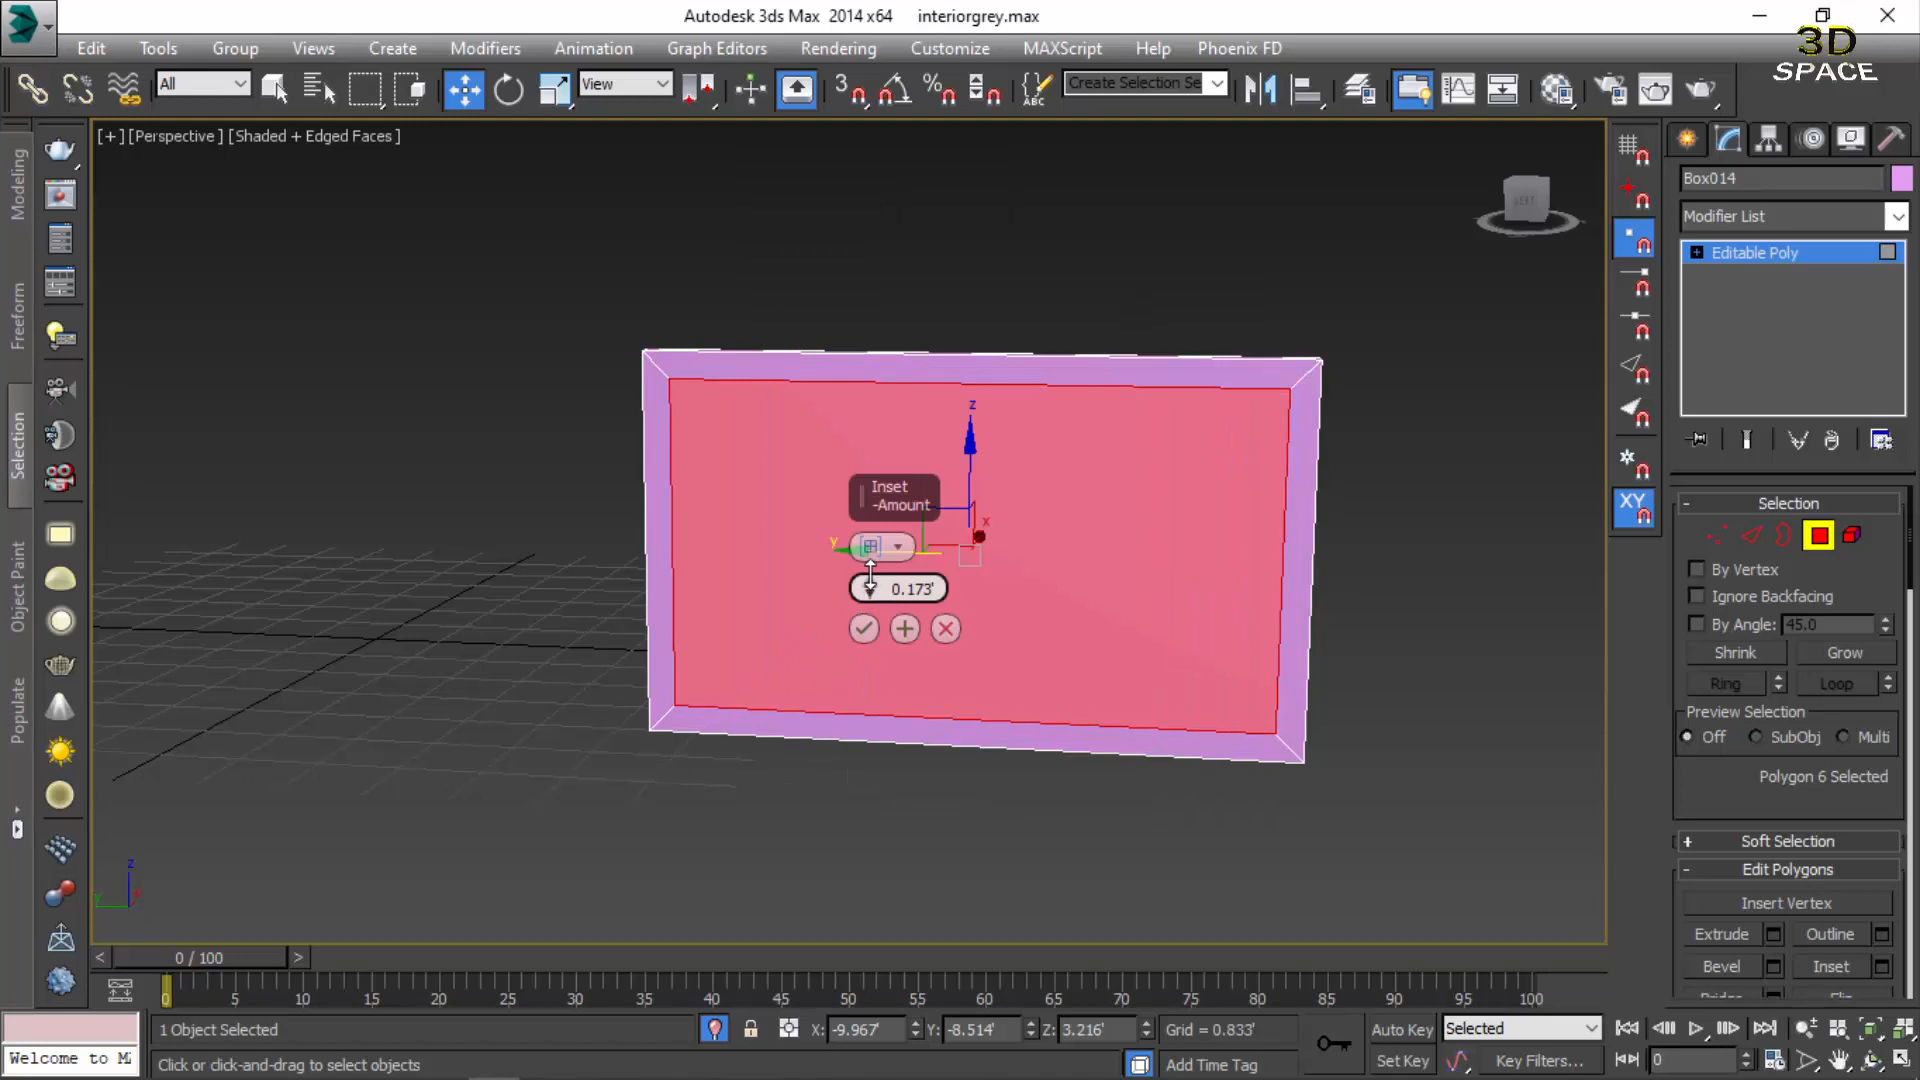 Autodesk 3ds Max 2014 x64 interiorgrey.max
3D
SPACE
Edit Tools Group Views Create Modifiers Animation Graph Editors Rendering Customize MAXScript Help Phoenix FD
All View 3 % ABC Create Selection Se
[+] [Perspective ] [Shaded + Edged Faces ]
LEFT
Modeling
Freeform
Selection
Object Paint
Populate
Box014
Modifier List
Editable Poly
z
x
y
Inset
-Amount
0.173'
XY
Selection
By Vertex
Ignore Backfacing
By Angle: 45.0
Shrink Grow
Ring Loop
Preview Selection
Off SubObj Multi
Polygon 6 Selected
Soft Selection
Edit Polygons
Insert Vertex
Extrude Outline
Bevel Inset
z
< 0 / 100 >
0 5 10 15 20 25 30 35 40 45 50 55 60 65 70 75 80 85 90 95 100
1 Object Selected X: -9.967' Y: -8.514' Z: 3.216' Grid = 0.833' Auto Key Selected
Welcome to M
Click or click-and-drag to select objects Add Time Tag Set Key Key Filters... 0